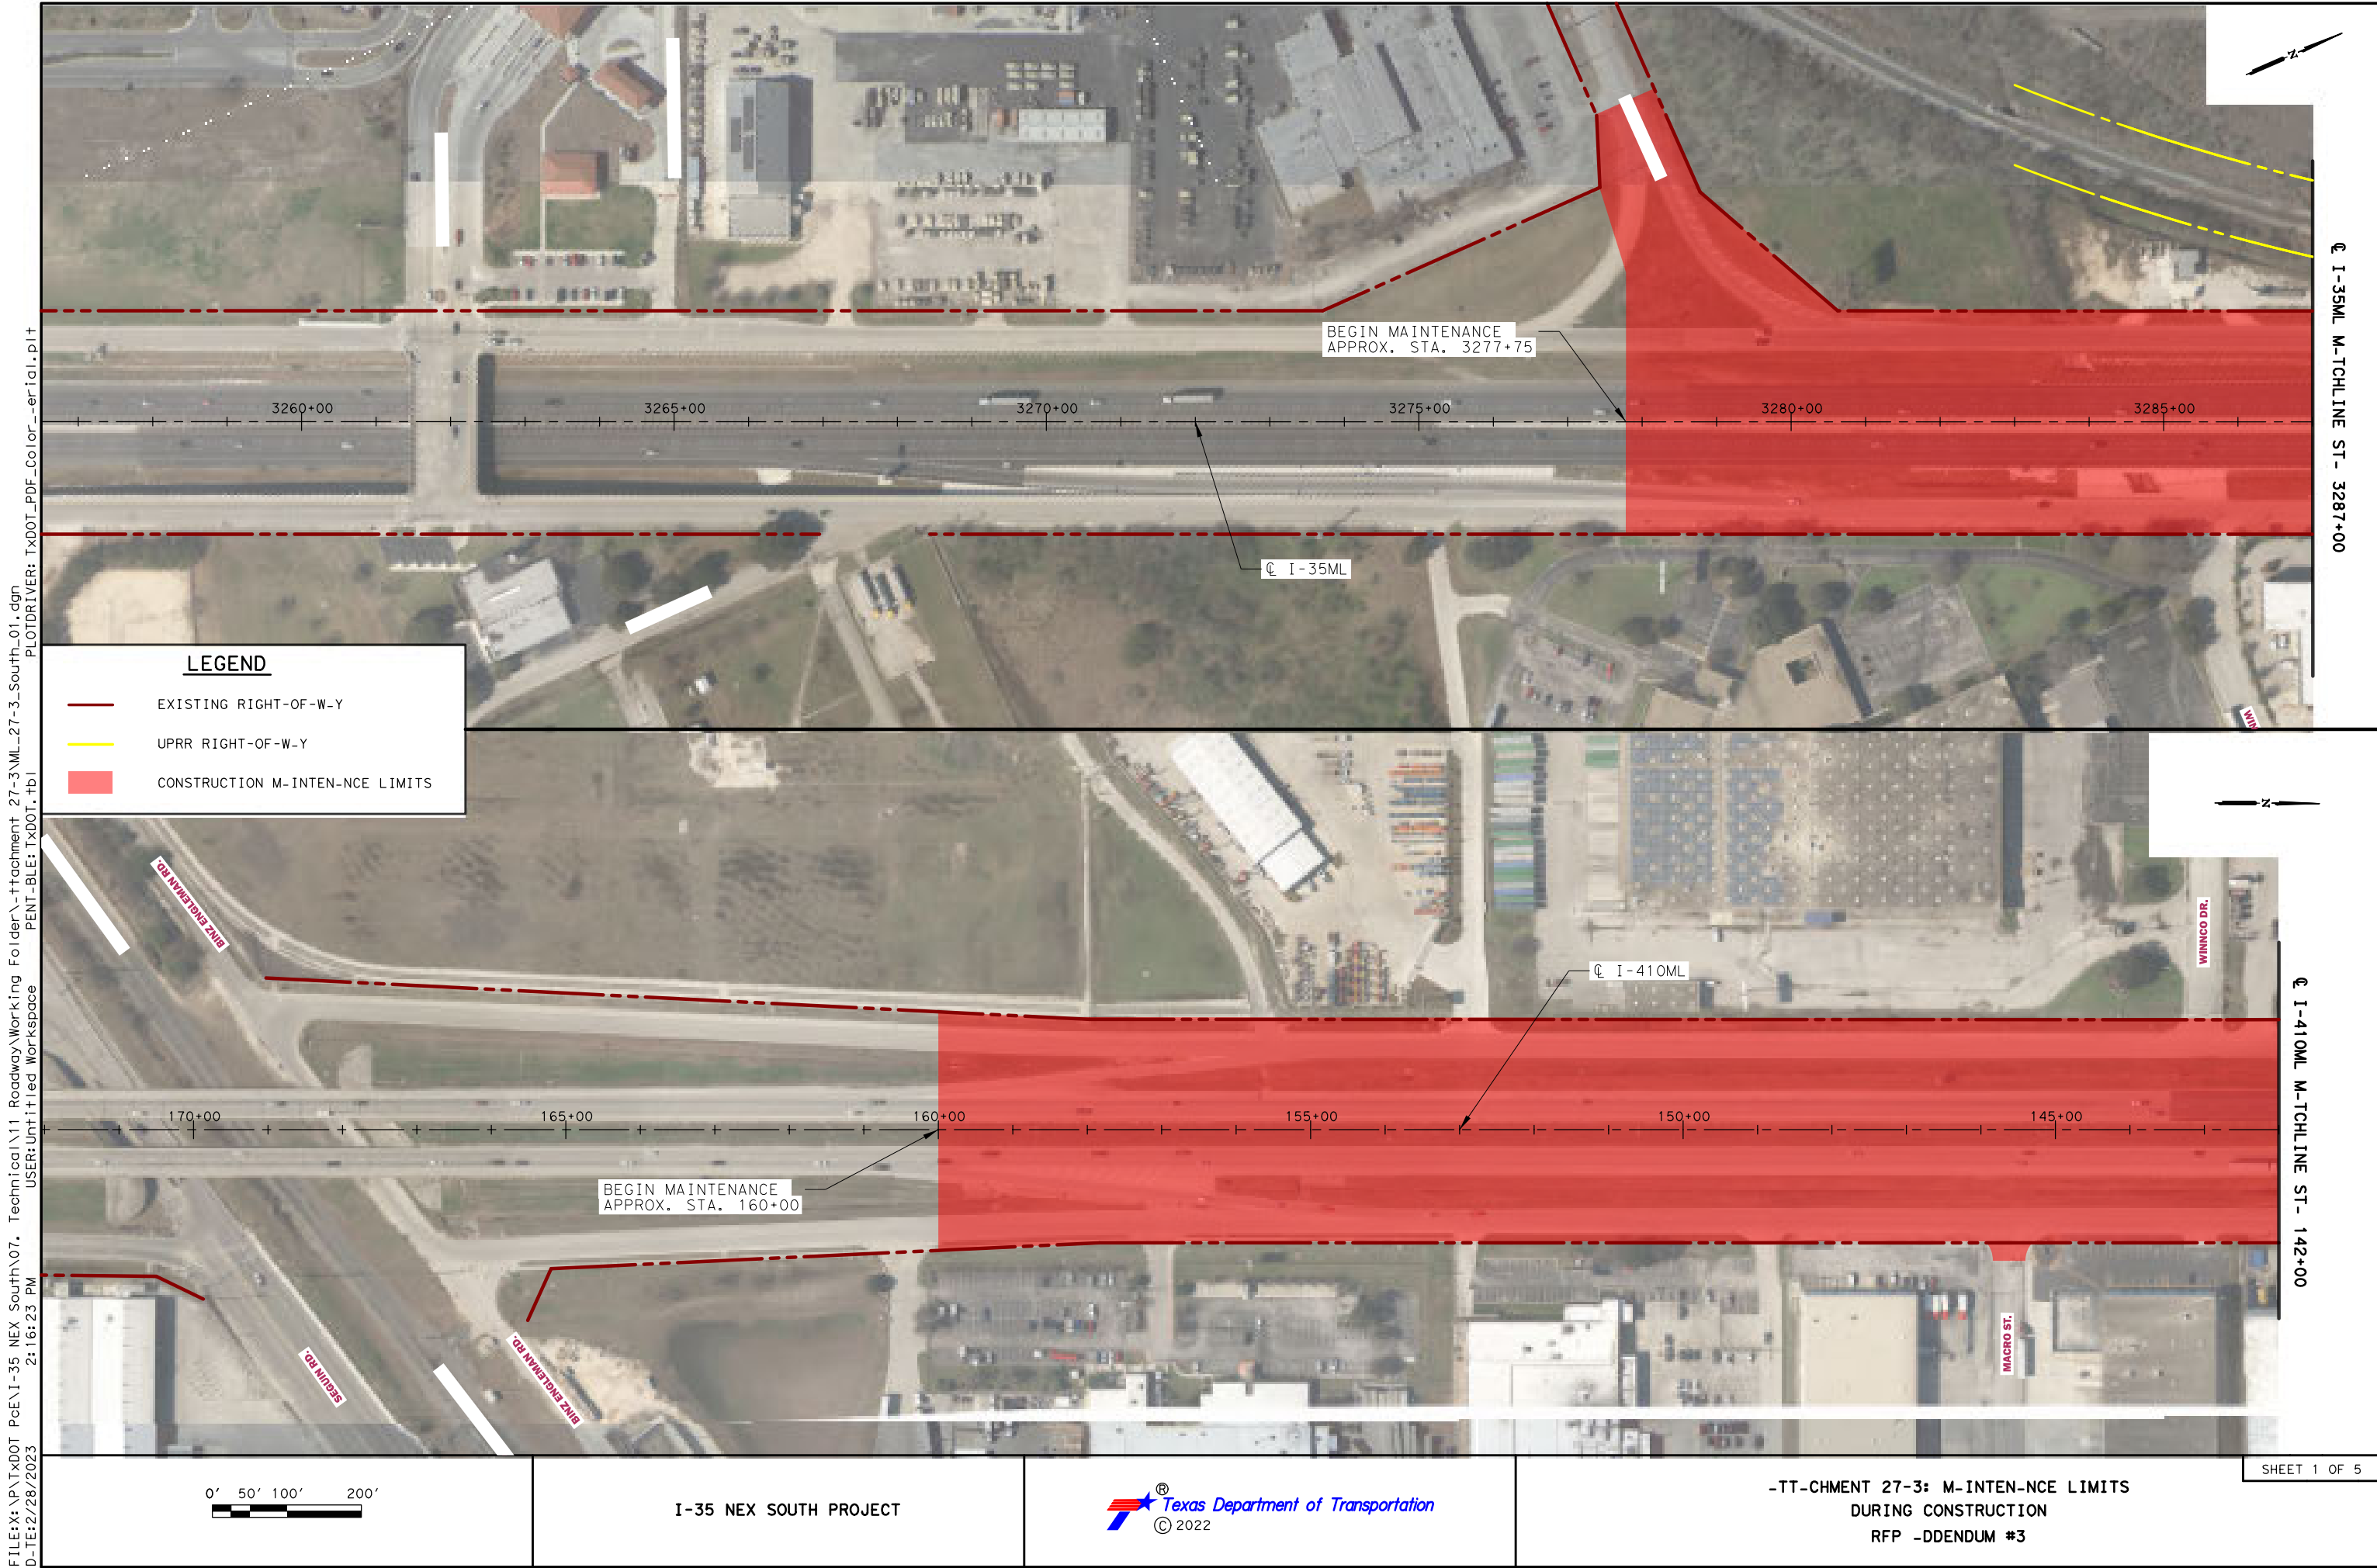 N
BEGIN MAINTENANCE
APPROX. STA. 3277+75
3260+00
3265+00
3270+00
3275+00
3280+00
3285+00
℄ I-35ML
℄ I-35ML M-TCHLINE ST- 3287+00
LEGEND
EXISTING RIGHT-OF-W-Y
UPRR RIGHT-OF-W-Y
CONSTRUCTION M-INTEN-NCE LIMITS
N
BINZ ENGLEMAN RD.
WINNCO DR.
℄ I-410ML
170+00
165+00
160+00
155+00
150+00
145+00
BEGIN MAINTENANCE
APPROX. STA. 160+00
℄ I-410ML M-TCHLINE ST- 142+00
SEGUIN RD.
BINZ ENGLEMAN RD.
MACRO ST.
FILE:X:\P\TxDOT PcE\I-35 NEX South\07. Technical\11 Roadway\Working Folder\-ttachment 27-3\ML_27-3_South_01.dgn
D-TE:2/28/2023 2:16:23 PM USER:Untitled Workspace PENT-BLE: TxDOT.tbl PLOTDRIVER: TxDOT_PDF_Color_-erial.plt
0' 50' 100' 200'
I-35 NEX SOUTH PROJECT
® Texas Department of Transportation
© 2022
SHEET 1 OF 5
-TT-CHMENT 27-3: M-INTEN-NCE LIMITS
DURING CONSTRUCTION
RFP -DDENDUM #3